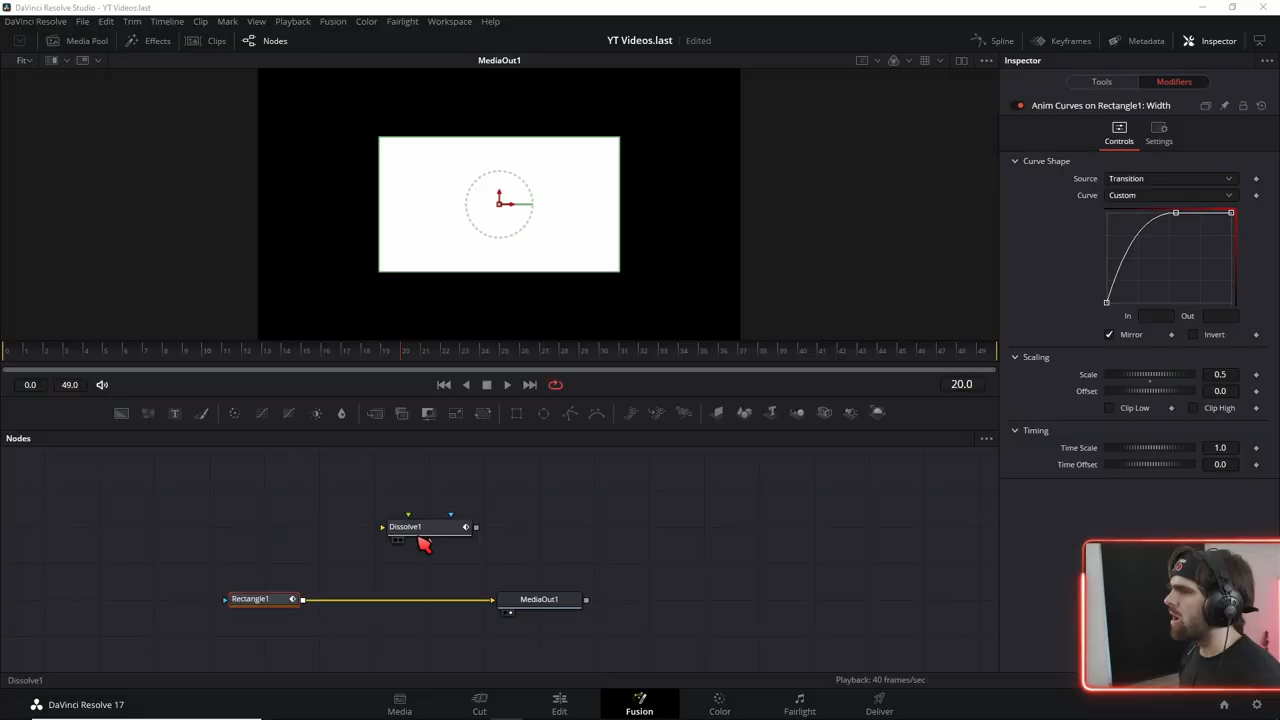 DaVinci Resolve Studio - YT Videos.last
DaVinci Resolve File Edit Trim Timeline Clip Mark View Playback Fusion Color Fairlight Workspace Help
Media Pool Effects Clips Nodes YT Videos.last Edited Spline Keyframes Metadata Inspector
Fit MediaOut1 Inspector
Tools Modifiers
Anim Curves on Rectangle1: Width
Controls Settings
Curve Shape
Source Transition
Curve Custom
In Out
Mirror Invert
0 1 2 3 4 5 6 7 8 9 10 11 12 13 14 15 16 17 18 19 20 21 22 23 24 25 26 27 28 29 30 31 32 33 34 35 36 37 38 39 40 41 42 43 44 45 46 47 48 49
Scaling
Scale 0.5
0.0 49.0 20.0
Offset 0.0
Clip Low Clip High
Timing
Nodes
Time Scale 1.0
Time Offset 0.0
Dissolve1
Rectangle1 MediaOut1
Dissolve1 Playback: 40 frames/sec
DaVinci Resolve 17 Media Cut Edit Fusion Color Fairlight Deliver